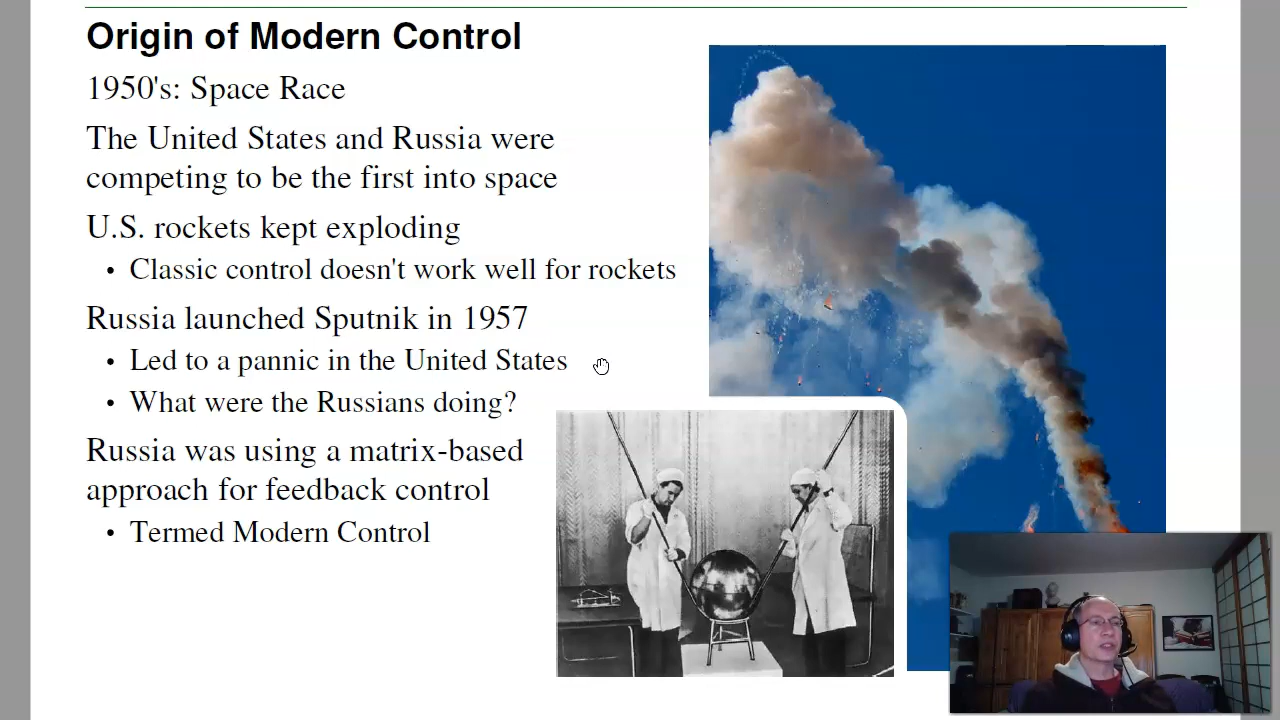 Origin of Modern Control
1950's: Space Race
The United States and Russia were
competing to be the first into space
U.S. rockets kept exploding
• Classic control doesn't work well for rockets
Russia launched Sputnik in 1957
• Led to a pannic in the United States
• What were the Russians doing?
Russia was using a matrix-based
approach for feedback control
• Termed Modern Control